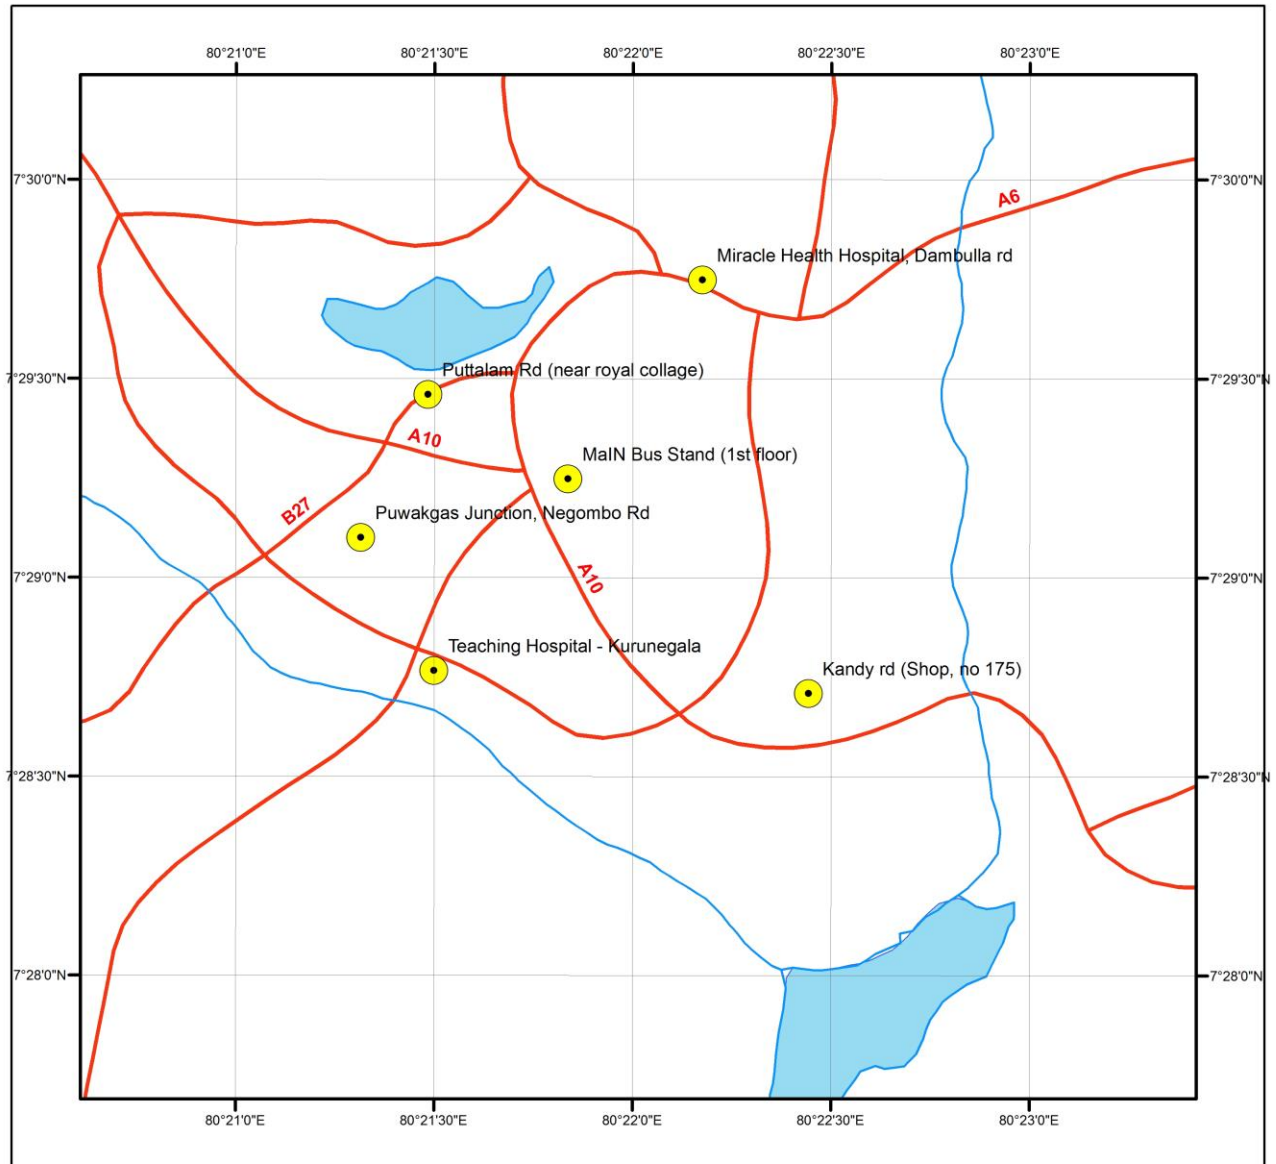 80°21'0"E 80°21'30"E 80°22'0"E 80°22'30"E 80°23'0"E
7°30'0"N 7°30'0"N
A6
Miracle Health Hospital, Dambulla rd
Puttalam Rd (near royal collage)
7°29'30"N 7°29'30"N
A10
MaIN Bus Stand (1st floor)
B27
Puwakgas Junction, Negombo Rd
7°29'0"N 7°29'0"N
A10
Teaching Hospital - Kurunegala
Kandy rd (Shop, no 175)
7°28'30"N 7°28'30"N
7°28'0"N 7°28'0"N
80°21'0"E 80°21'30"E 80°22'0"E 80°22'30"E 80°23'0"E